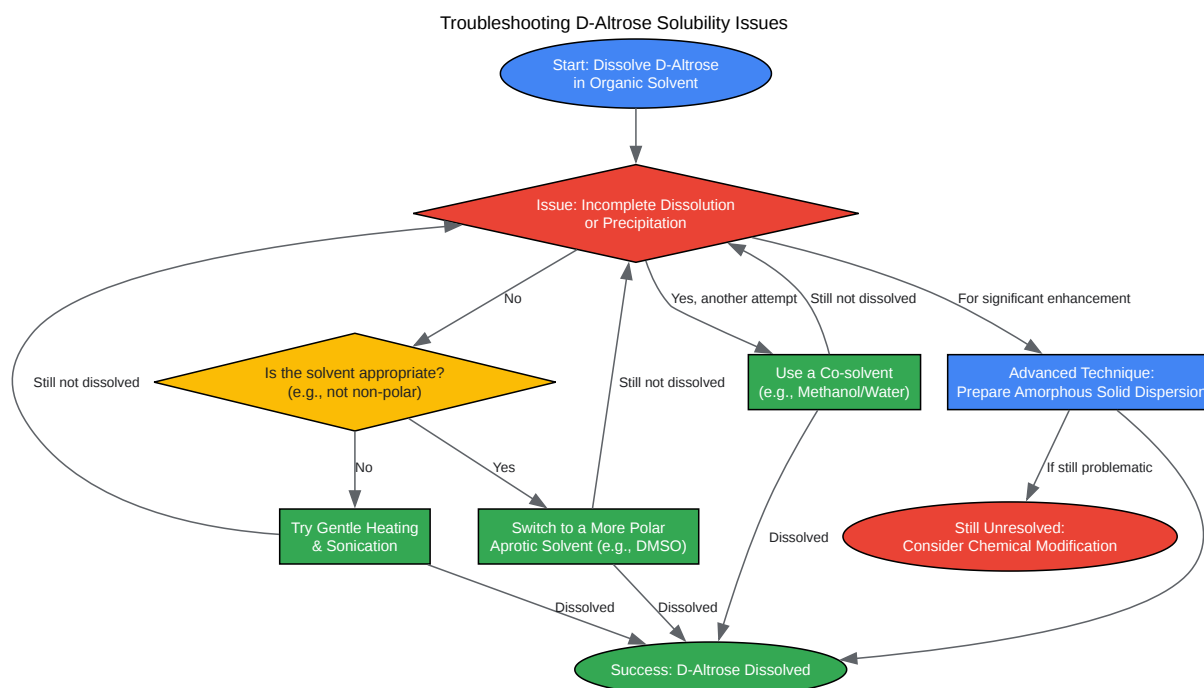 Troubleshooting D-Altrose Solubility Issues
Start: Dissolve D-Altrose
in Organic Solvent
Issue: Incomplete Dissolution
or Precipitation
No
Yes, another attempt
Still not dissolved
For significant enhancement
Still not dissolved
Is the solvent appropriate?
(e.g., not non-polar)
Still not dissolved
Use a Co-solvent
(e.g., Methanol/Water)
Advanced Technique:
Prepare Amorphous Solid Dispersion
No
Yes
If still problematic
Try Gentle Heating
& Sonication
Switch to a More Polar
Aprotic Solvent (e.g., DMSO)
Dissolved
Still Unresolved:
Consider Chemical Modification
Dissolved
Dissolved
Success: D-Altrose Dissolved